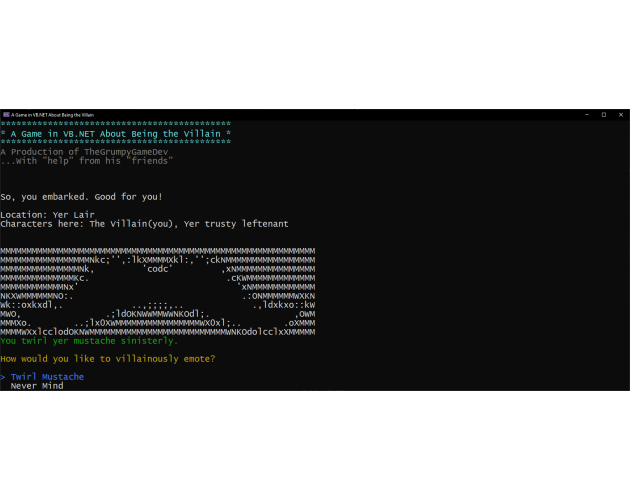 A Game in VB.NET About Being the Villain
******************************************
* A Game in VB.NET About Being the Villain *
******************************************
A Production of TheGrumpyGameDev
...With "help" from his "friends"
So, you embarked. Good for you!
Location: Yer Lair
Characters here: The Villain(you), Yer trusty leftenant
You twirl yer mustache sinisterly.
How would you like to villainously emote?
> Twirl Mustache
Never Mind